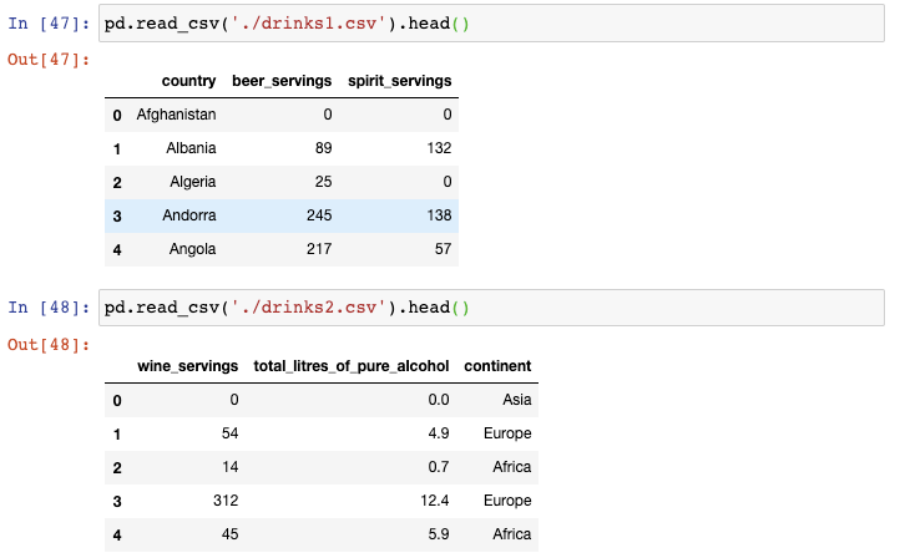 In [47]: pd.read_csv('./drinks1.csv').head()
Out[47]:
country beer_servings spirit_servings
0 Afghanistan 0 0
1 Albania 89 132
2 Algeria 25 0
3 Andorra 245 138
4 Angola 217 57
In [48]: pd.read_csv('./drinks2.csv').head()
Out[48]:
wine_servings total_litres_of_pure_alcohol continent
0 0 0.0 Asia
1 54 4.9 Europe
2 14 0.7 Africa
3 312 12.4 Europe
4 45 5.9 Africa